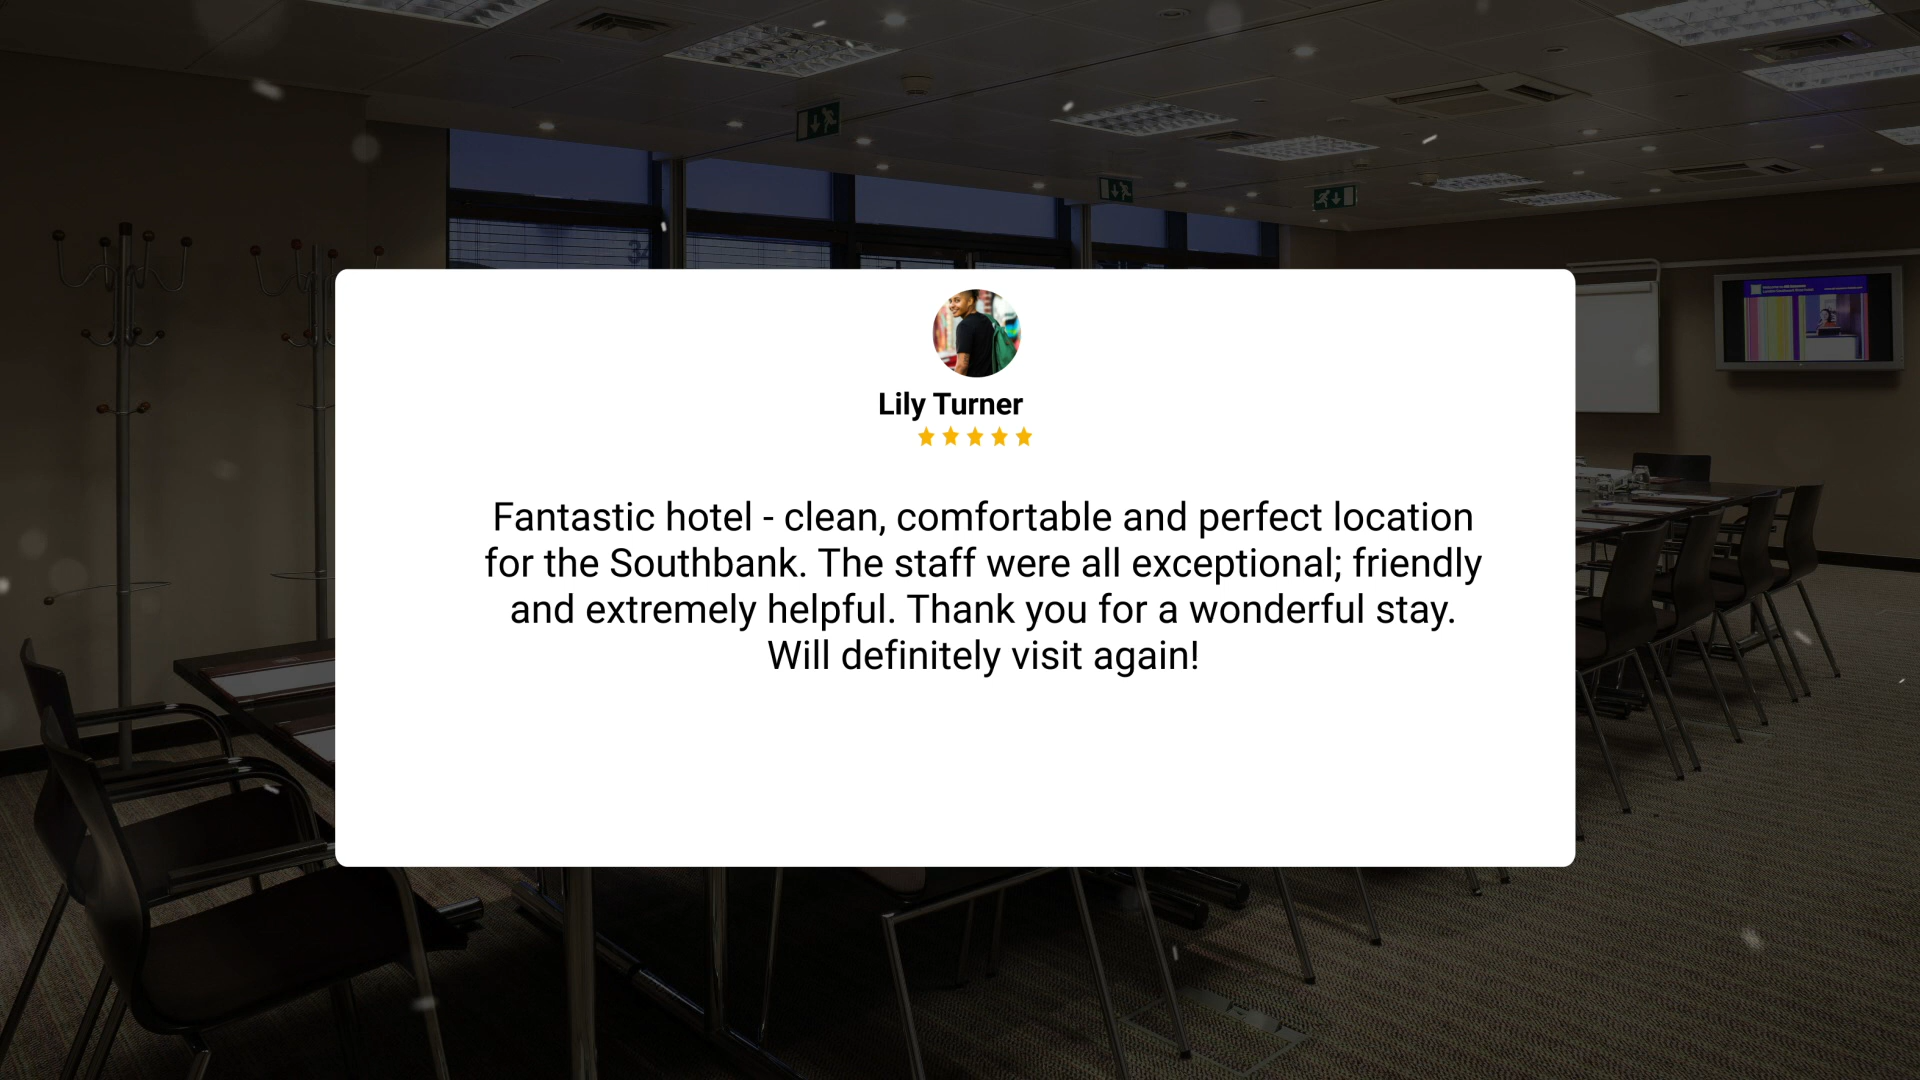 Lily Turner
Fantastic hotel - clean, comfortable and perfect location
for the Southbank. The staff were all exceptional; friendly
and extremely helpful. Thank you for a wonderful stay.
Will definitely visit again!